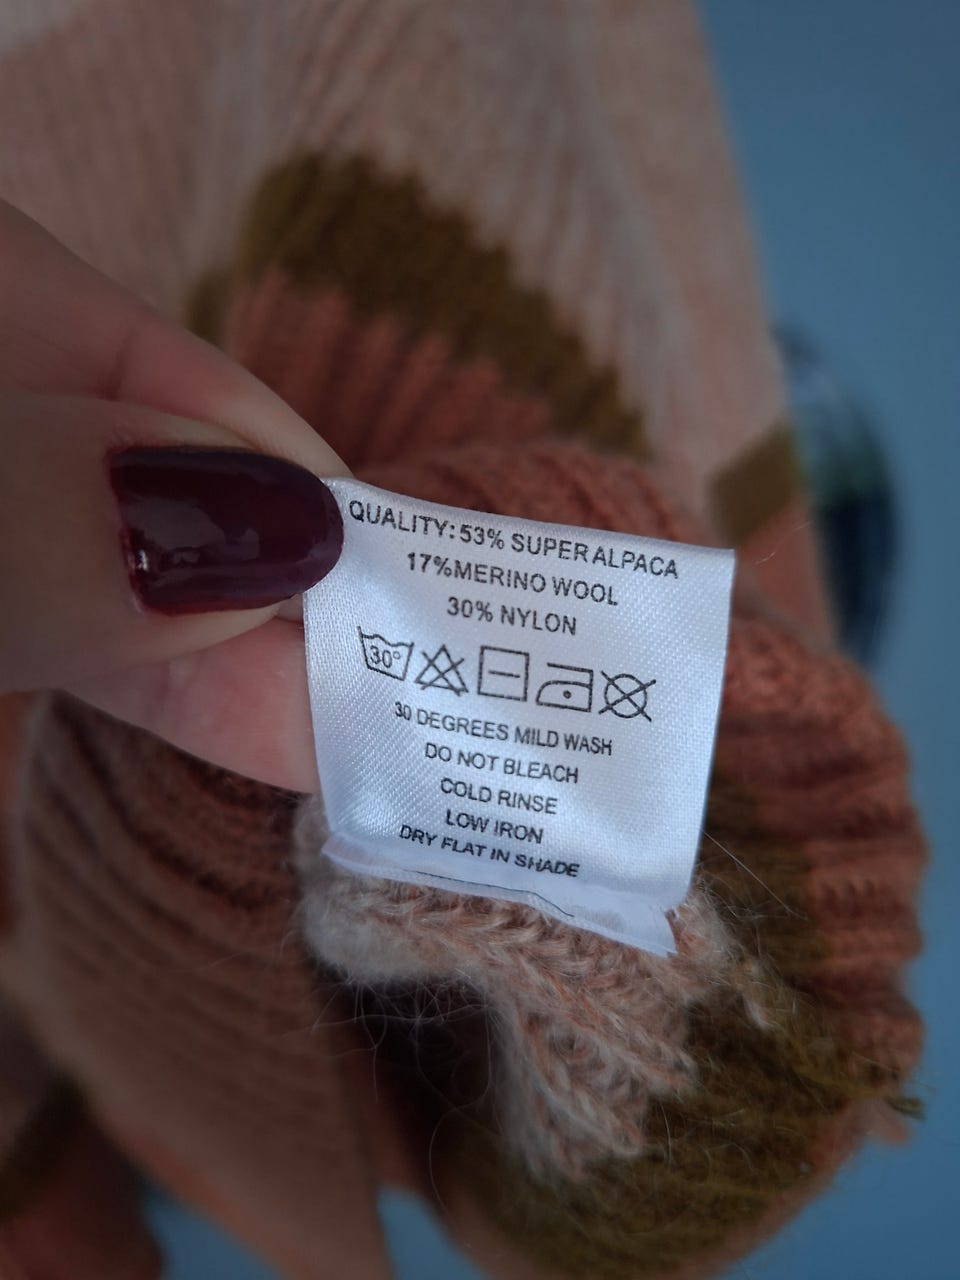 QUALITY: 53% SUPER ALPACA
17% MERINO WOOL
30% NYLON
30°
30 DEGREES MILD WASH
DO NOT BLEACH
COLD RINSE
LOW IRON
DRY FLAT IN SHADE